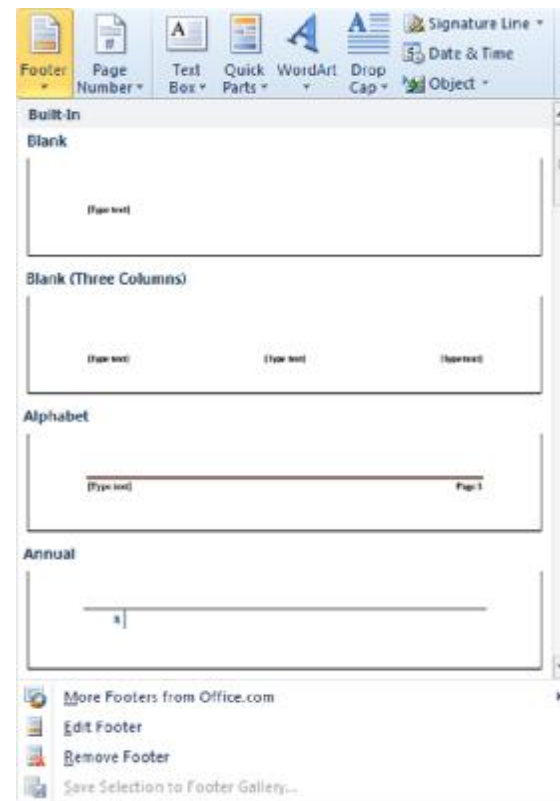 Footer
Page Number
Text Box
Quick Parts
WordArt
Drop Cap
Signature Line
Date & Time
Object
Built-In
Blank
[Type text]
Blank (Three Columns)
[Type text] [Type text] [Type text]
Alphabet
[Type text] Page 1
Annual
More Footers from Office.com
Edit Footer
Remove Footer
Save Selection to Footer Gallery...